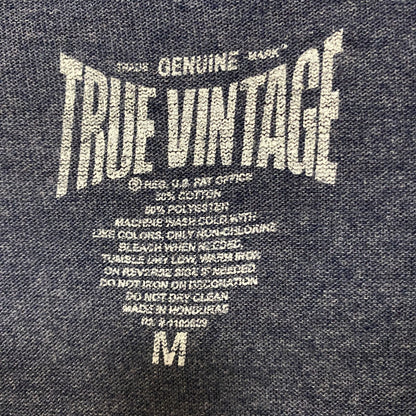 TRADE GENUINE MARK™
TRUE VINTAGE
® REG. U.S. PAT OFFICE
50% COTTON
50% POLYESTER
MACHINE WASH COLD WITH
LIKE COLORS, ONLY NON-CHLORINE
BLEACH WHEN NEEDED,
TUMBLE DRY LOW, WARM IRON
ON REVERSE SIDE IF NEEDED.
DO NOT IRON ON DECORATION
DO NOT DRY CLEAN
MADE IN HONDURAS
M